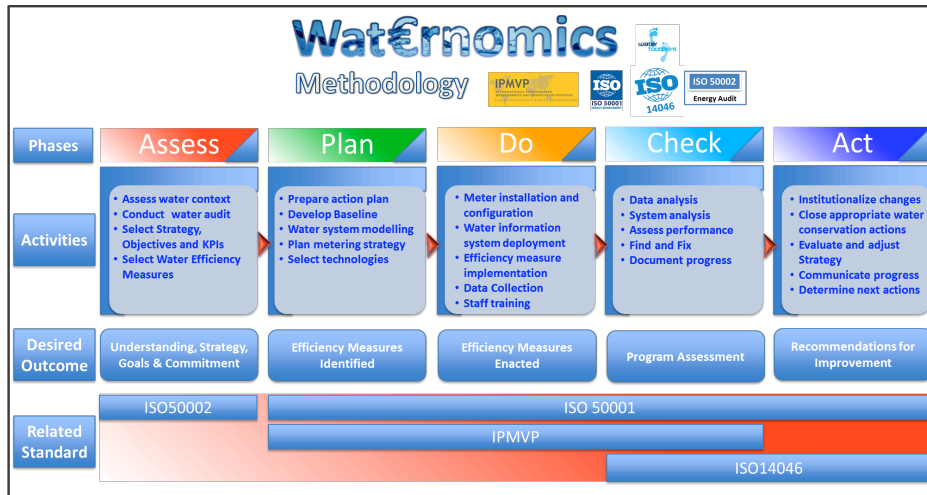 Wat€rnomics
Methodology
water
footprint
IPMVP
ISO
ISO 50001
ISO
14046
ISO 50002
Energy Audit
Phases
Assess
Plan
Do
Check
Act
Activities
• Assess water context
• Conduct water audit
• Select Strategy,
Objectives and KPIs
• Select Water Efficiency
Measures
• Prepare action plan
• Develop Baseline
• Water system modelling
• Plan metering strategy
• Select technologies
• Meter installation and
configuration
• Water information
system deployment
• Efficiency measure
implementation
• Data Collection
• Staff training
• Data analysis
• System analysis
• Assess performance
• Find and Fix
• Document progress
• Institutionalize changes
• Close appropriate water
conservation actions
• Evaluate and adjust
Strategy
• Communicate progress
• Determine next actions
Desired
Outcome
Understanding, Strategy,
Goals & Commitment
Efficiency Measures
Identified
Efficiency Measures
Enacted
Program Assessment
Recommendations for
Improvement
Related
Standard
ISO50002
ISO 50001
IPMVP
ISO14046